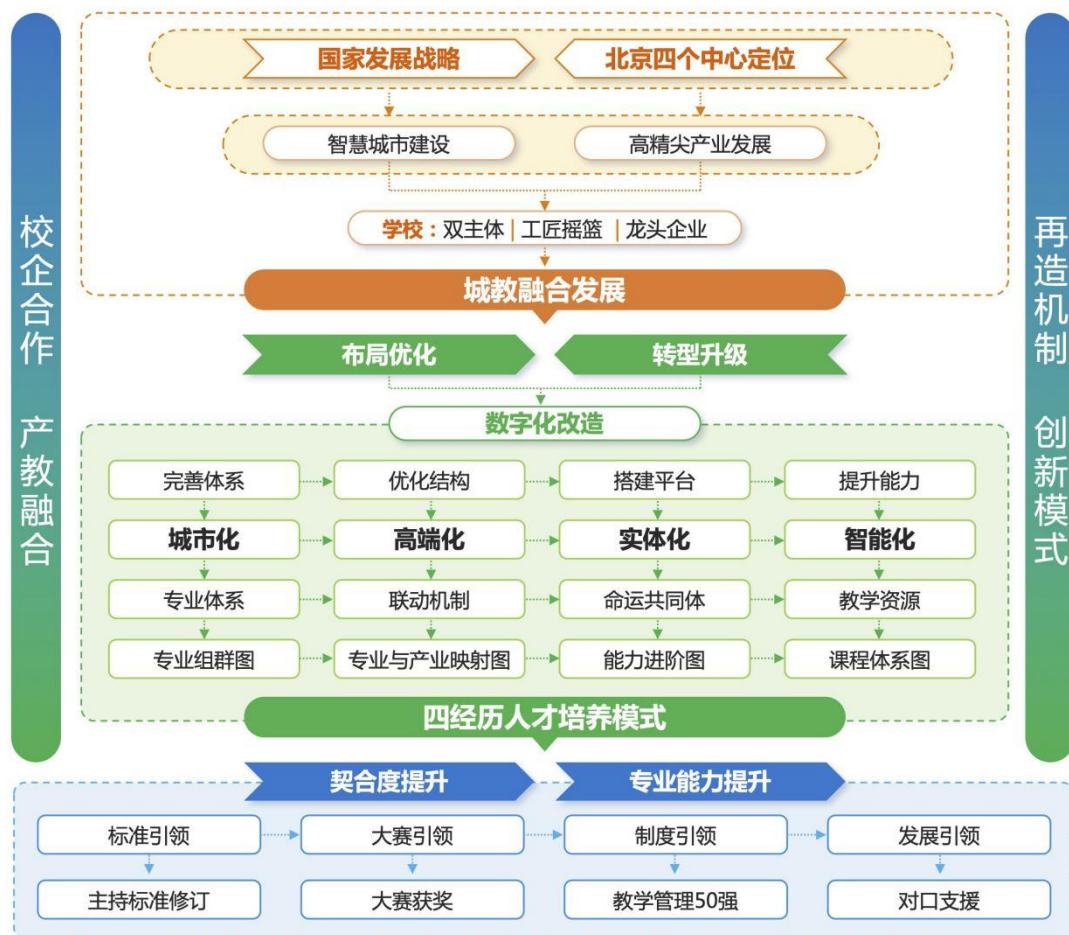 校企合作 产教融合
国家发展战略
北京四个中心定位
智慧城市建设
高精尖产业发展
学校：双主体｜工匠摇篮｜龙头企业
城教融合发展
布局优化
转型升级
数字化改造
完善体系
优化结构
搭建平台
提升能力
城市化
高端化
实体化
智能化
专业体系
联动机制
命运共同体
教学资源
专业组群图
专业与产业映射图
能力进阶图
课程体系图
四经历人才培养模式
契合度提升
专业能力提升
标准引领
大赛引领
制度引领
发展引领
主持标准修订
大赛获奖
教学管理50强
对口支援
再造机制 创新模式